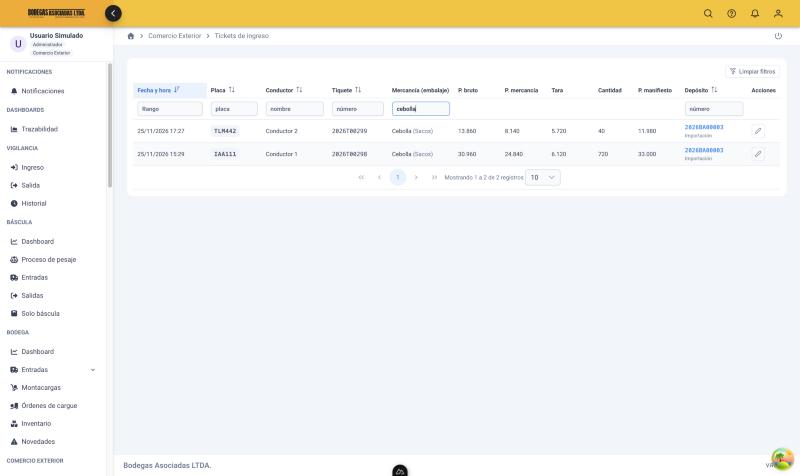 BODEGAS ASOCIADAS LTDA.
U
Usuario Simulado
Administrador
Comercio Exterior
NOTIFICACIONES
Notificaciones
DASHBOARDS
Trazabilidad
VIGILANCIA
Ingreso
Salida
Historial
BÁSCULA
Dashboard
Proceso de pesaje
Entradas
Salidas
Solo báscula
BODEGA
Dashboard
Entradas
Montacargas
Órdenes de cargue
Inventario
Novedades
COMERCIO EXTERIOR
Comercio Exterior > Tickets de ingreso
Limpiar filtros
Fecha y hora Placa Conductor Tiquete Mercancía (embalaje) P. bruto P. mercancía Tara Cantidad P. manifiesto Depósito Acciones
Rango placa nombre número cebolla número
25/11/2026 17:27 TLM442 Conductor 2 2026T00299 Cebolla (Sacos) 13.860 8.140 5.720 40 11.980 2026BA00003
Importación
25/11/2026 15:29 IAA111 Conductor 1 2026T00298 Cebolla (Sacos) 30.960 24.840 6.120 720 33.000 2026BA00003
Importación
« ‹ 1 › » Mostrando 1 a 2 de 2 registros 10
Bodegas Asociadas LTDA.